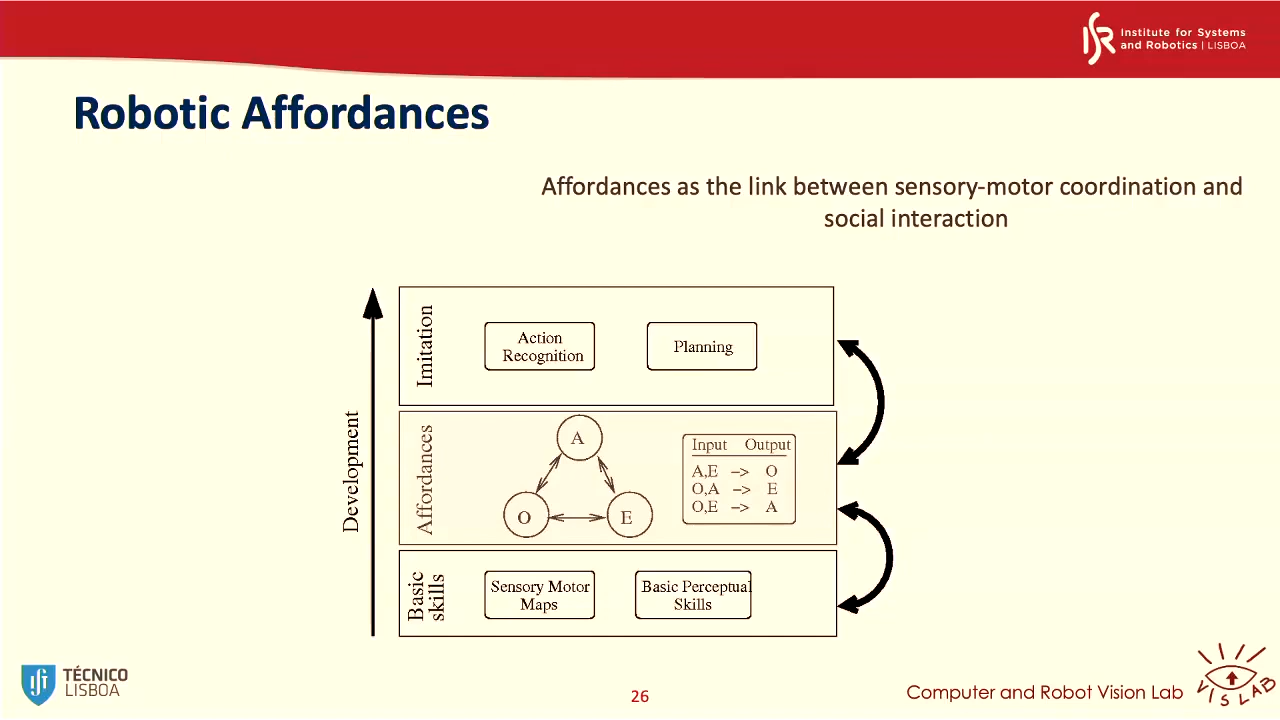 Institute for Systems
and Robotics | LISBOA
Robotic Affordances
Affordances as the link between sensory-motor coordination and
social interaction
Development
Imitation
Action
Recognition
Planning
Affordances
A
O
E
Input Output
A,E -> O
O,A -> E
O,E -> A
Basic
skills
Sensory Motor
Maps
Basic Perceptual
Skills
TÉCNICO
LISBOA
26
Computer and Robot Vision Lab
VISLAB